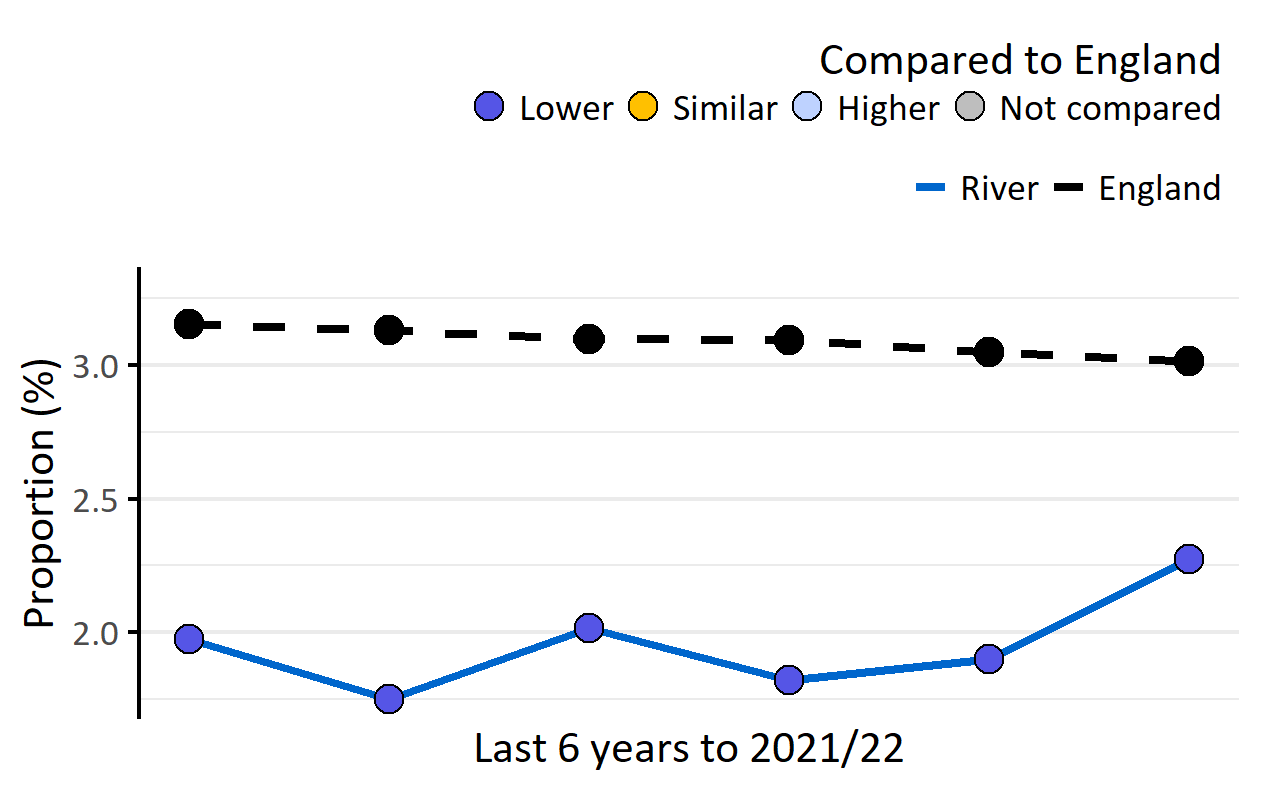 Compared to England
Lower Similar Higher Not compared
River England
Proportion (%)
3.0
2.5
2.0
Last 6 years to 2021/22